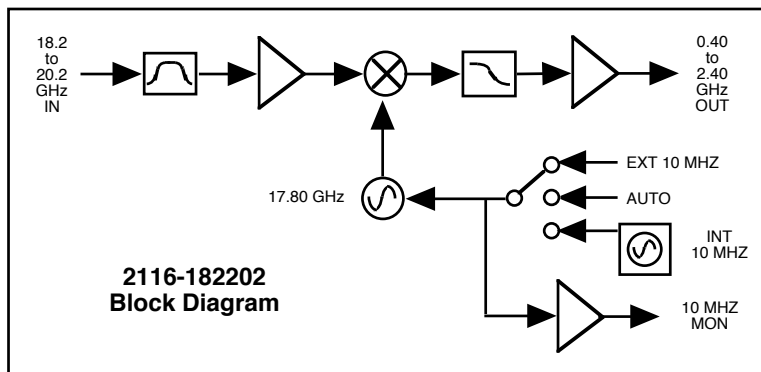 18.2
to
20.2
GHz
IN
0.40
to
2.40
GHz
OUT
17.80 GHz
EXT 10 MHZ
AUTO
INT
10 MHZ
2116-182202
Block Diagram
10 MHZ
MON